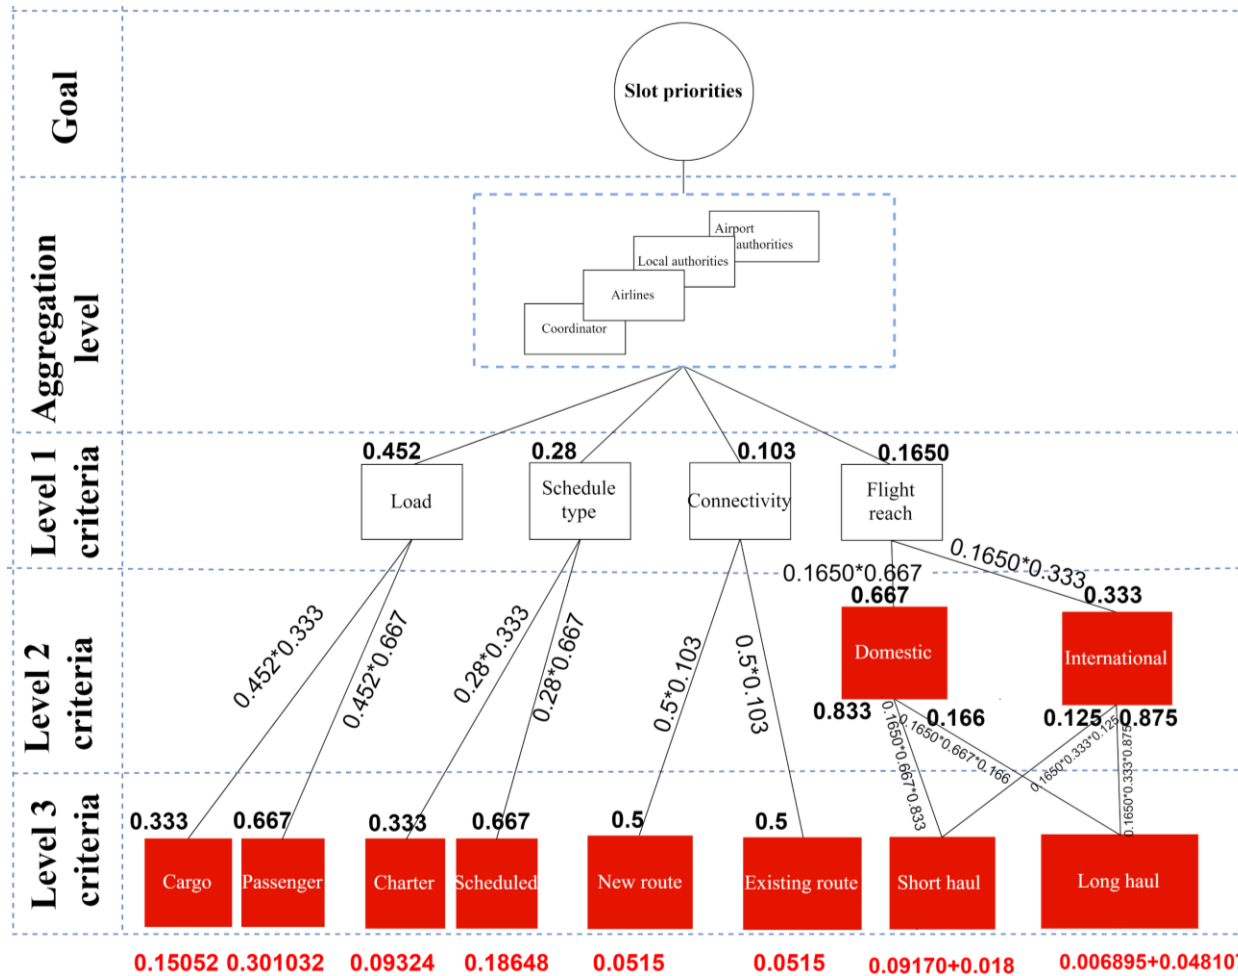 Goal
Slot priorities
Aggregation
level
Airport
authorities
Local authorities
Airlines
Coordinator
Level 1
criteria
0.452
0.28
0.103
0.1650
Load
Schedule
type
Connectivity
Flight
reach
0.1650*0.667
0.1650*0.333
Level 2
criteria
0.452*0.333
0.452*0.667
0.28*0.333
0.28*0.667
0.5*0.103
0.5*0.103
0.667
0.333
Domestic
International
0.833
0.166
0.125
0.875
0.1650*0.667*0.833
0.1650*0.667*0.166
0.1650*0.333*0.125
0.1650*0.333*0.875
Level 3
criteria
0.333
0.667
0.333
0.667
0.5
0.5
Cargo
Passenger
Charter
Scheduled
New route
Existing route
Short haul
Long haul
0.15052
0.301032
0.09324
0.18648
0.0515
0.0515
0.09170+0.018
0.006895+0.048107